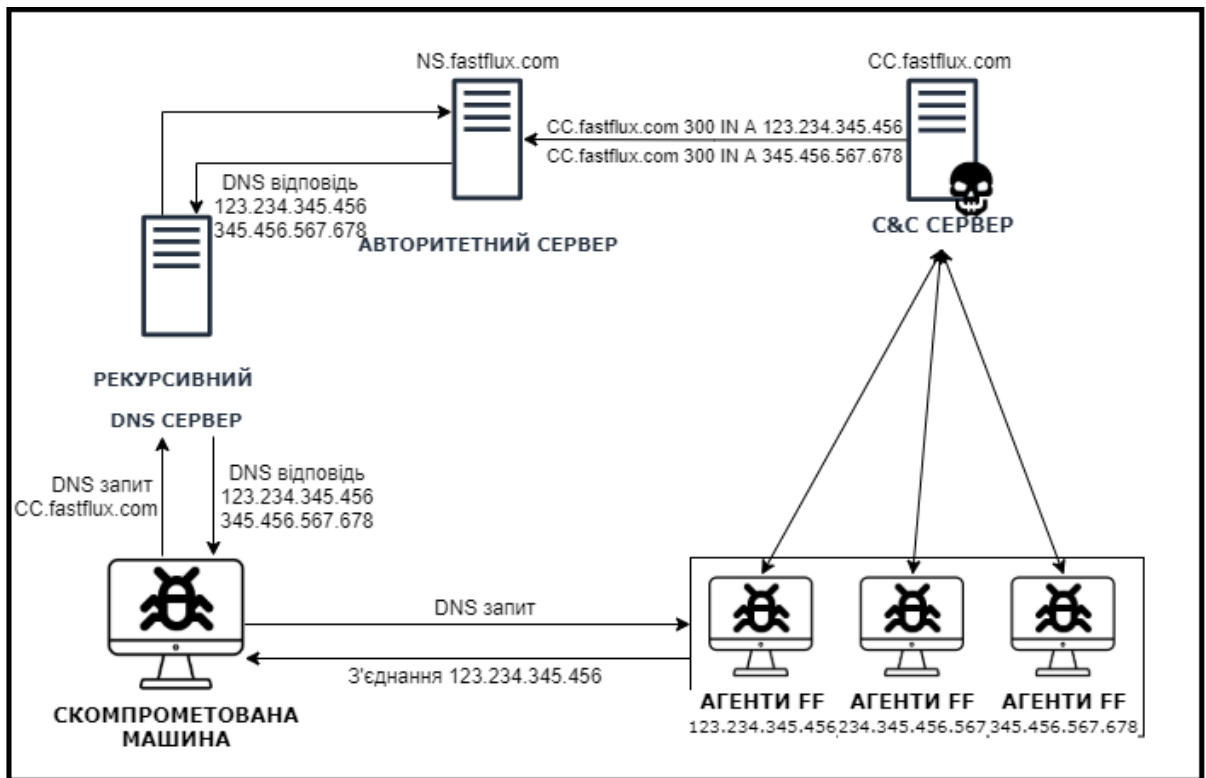 NS.fastflux.com
CC.fastflux.com
CC.fastflux.com 300 IN A 123.234.345.456
CC.fastflux.com 300 IN A 345.456.567.678
DNS відповідь
123.234.345.456
345.456.567.678
АВТОРИТЕТНИЙ СЕРВЕР
C&C СЕРВЕР
РЕКУРСИВНИЙ
DNS СЕРВЕР
DNS запит
CC.fastflux.com
DNS відповідь
123.234.345.456
345.456.567.678
DNS запит
З'єднання 123.234.345.456
СКОМПРОМЕТОВАНА
МАШИНА
АГЕНТИ FF
123.234.345.456
АГЕНТИ FF
234.345.456.567
АГЕНТИ FF
345.456.567.678